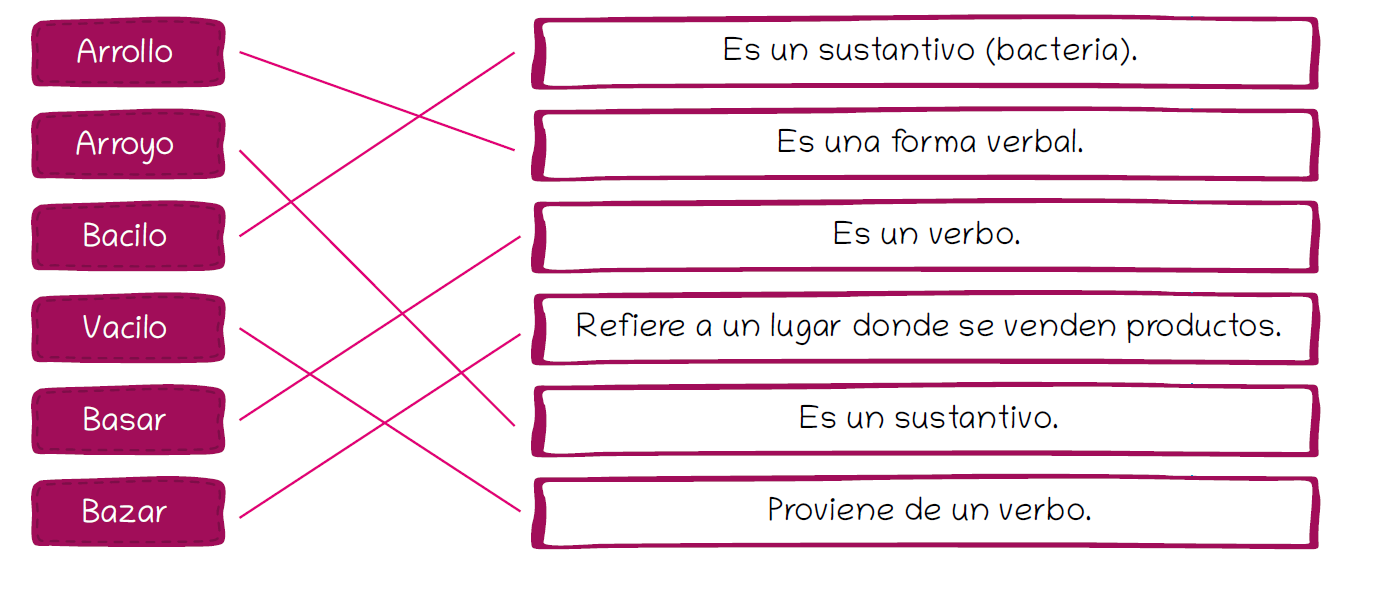 Arrollo
Es un sustantivo (bacteria).
Arroyo
Es una forma verbal.
Bacilo
Es un verbo.
Vacilo
Refiere a un lugar donde se venden productos.
Basar
Es un sustantivo.
Bazar
Proviene de un verbo.